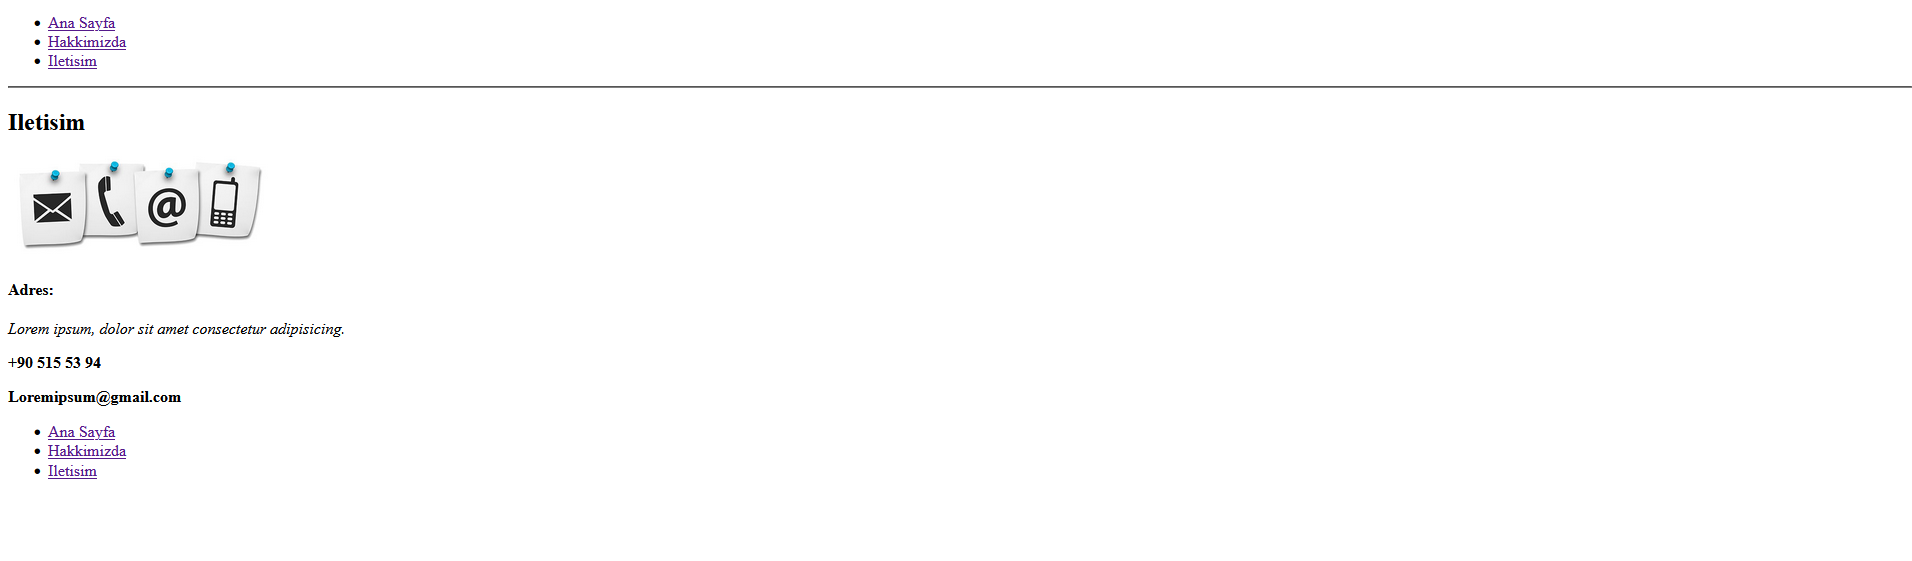 Ana Sayfa
Hakkimizda
Iletisim
Iletisim
@
Adres:
Lorem ipsum, dolor sit amet consectetur adipisicing.
+90 515 53 94
Loremipsum@gmail.com
Ana Sayfa
Hakkimizda
Iletisim